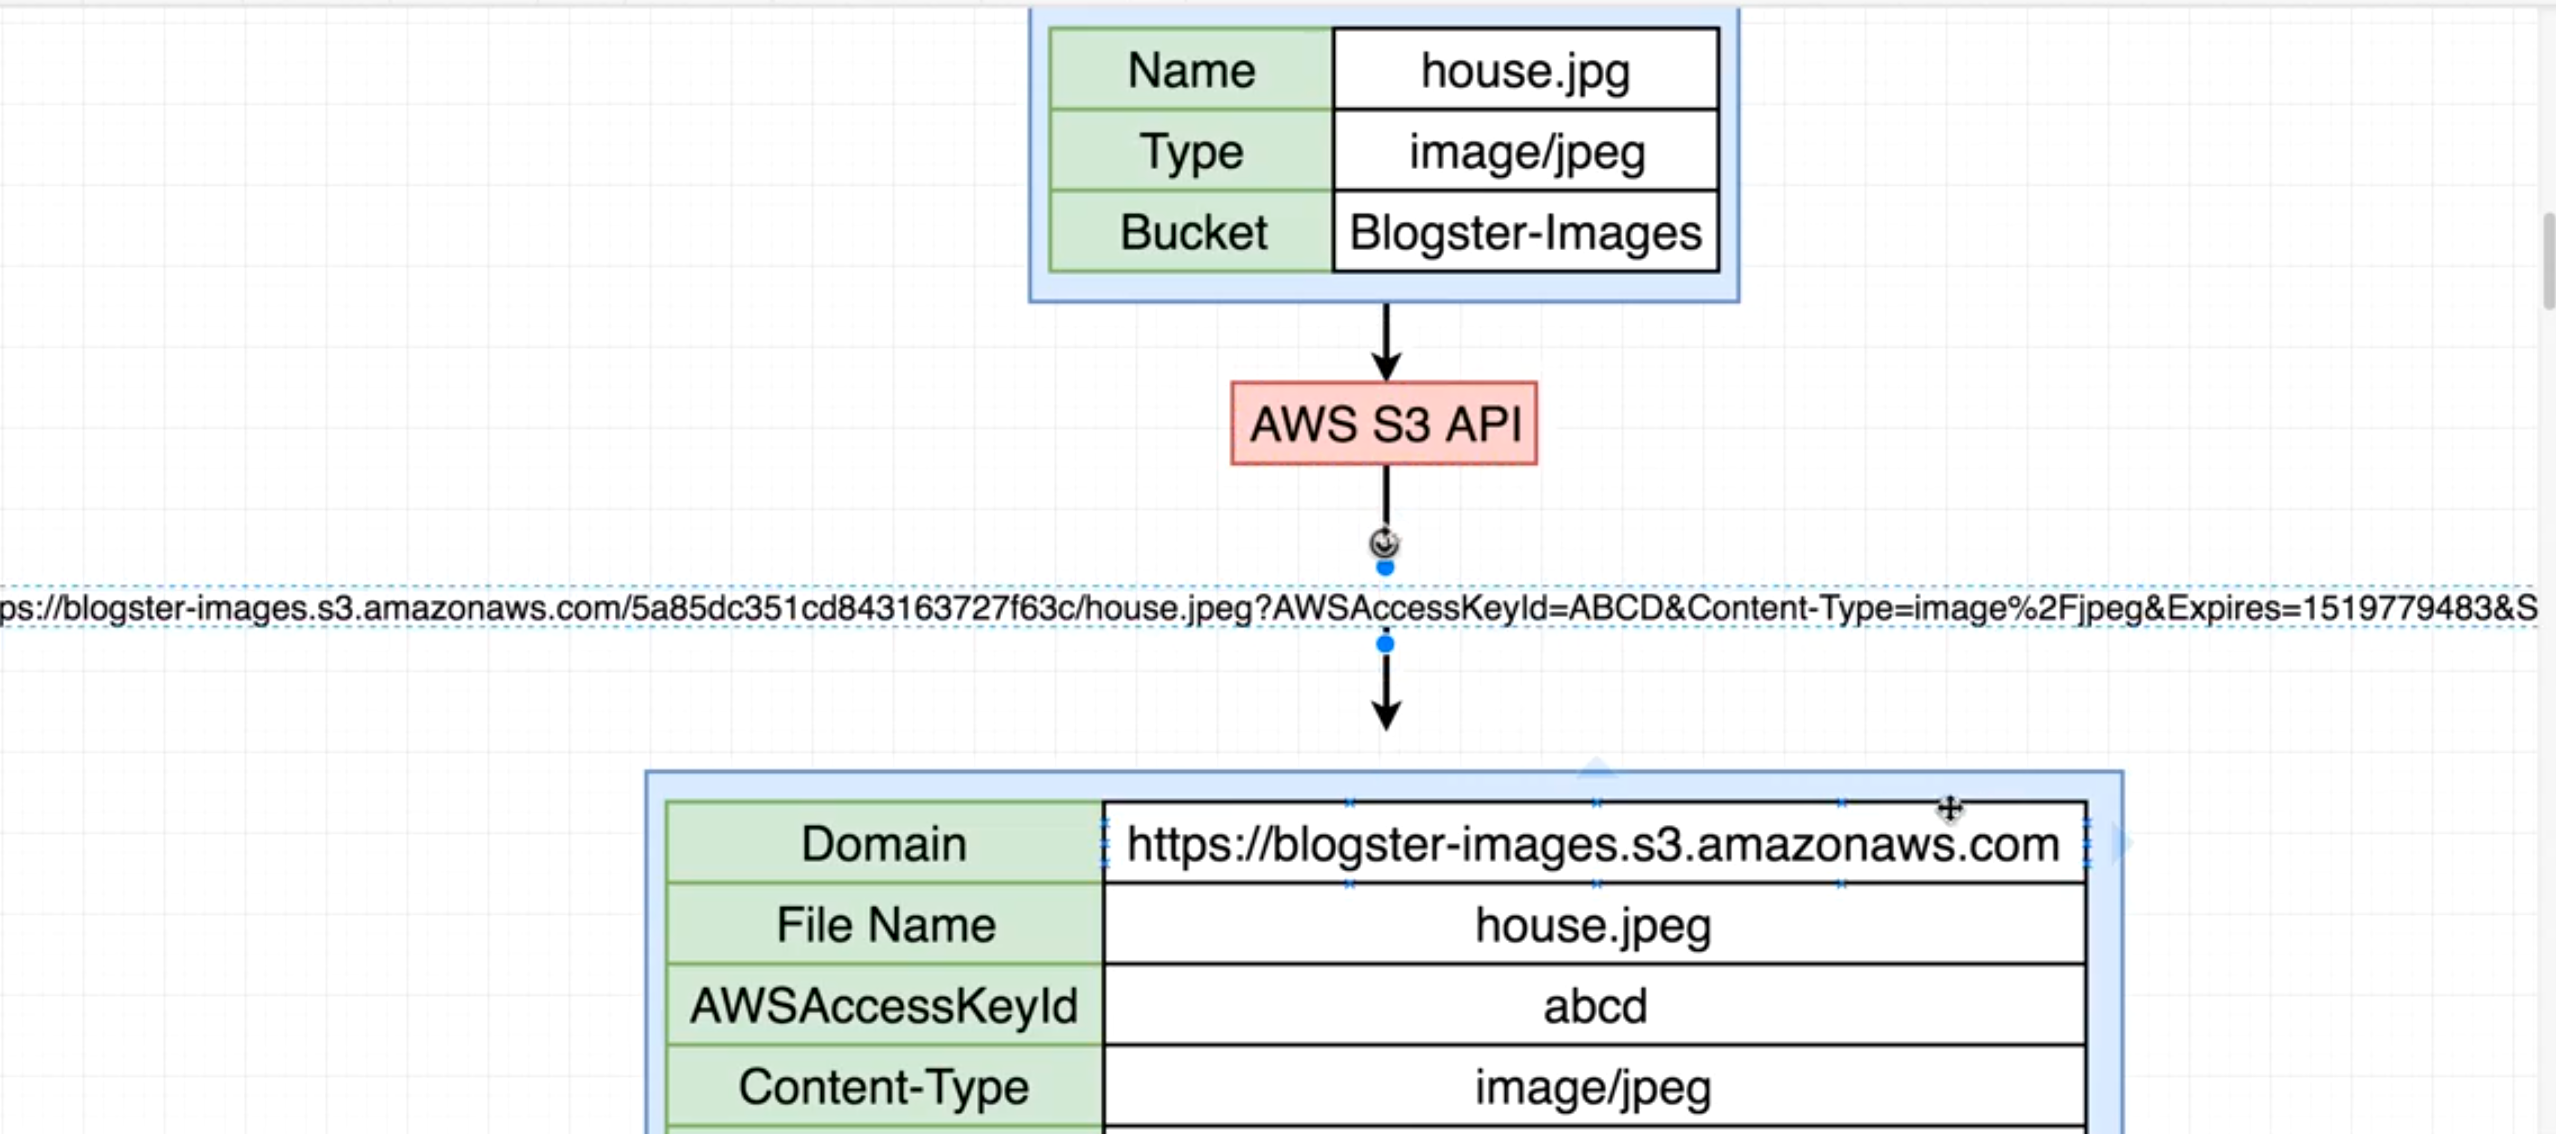 Name house.jpg
Type image/jpeg
Bucket Blogster-Images
AWS S3 API
ps://blogster-images.s3.amazonaws.com/5a85dc351cd843163727f63c/house.jpeg?AWSAccessKeyId=ABCD&Content-Type=image%2Fjpeg&Expires=1519779483&S
Domain https://blogster-images.s3.amazonaws.com
File Name house.jpeg
AWSAccessKeyId abcd
Content-Type image/jpeg